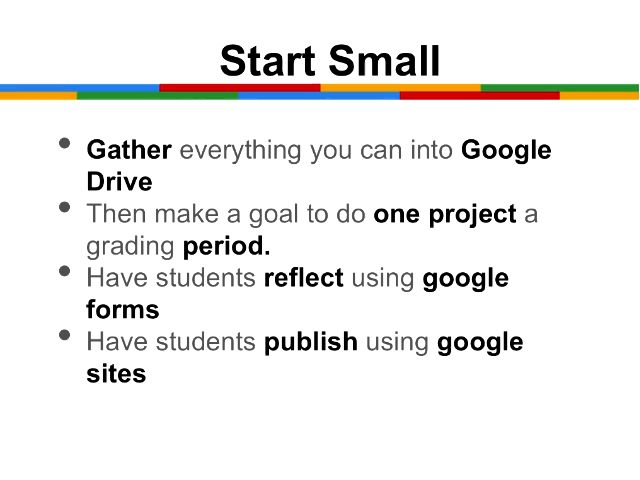 Start Small
• Gather everything you can into Google
Drive
• Then make a goal to do one project a
grading period.
• Have students reflect using google
forms
• Have students publish using google
sites